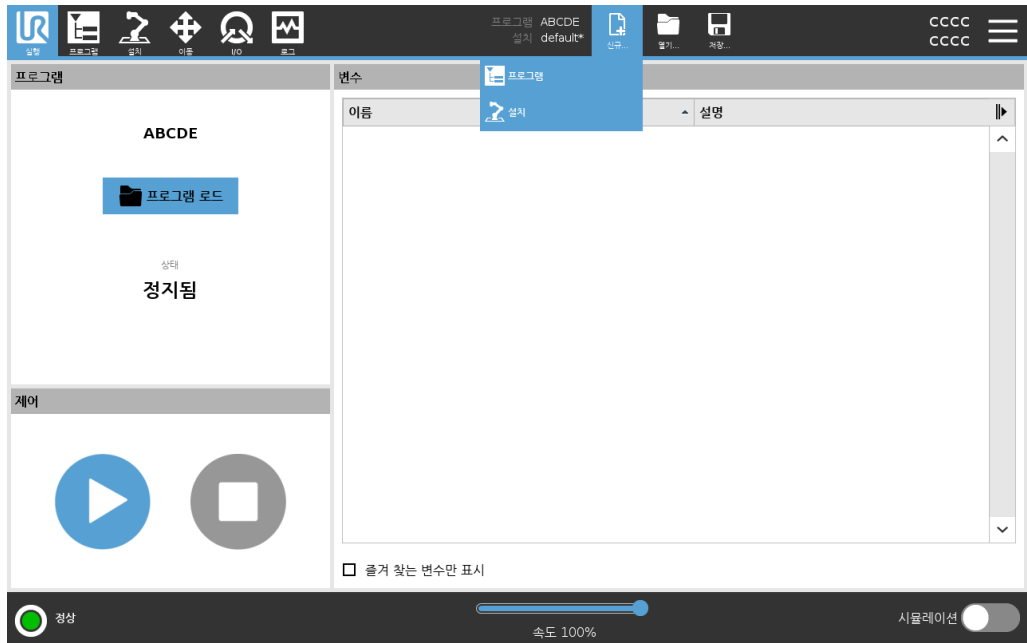 UR
프로그램 ABCDE
설치 default*
cccc
cccc
실행 프로그램 설치 이동 I/O 로그 신규... 열기... 저장...
프로그램
변수
프로그램
설치
이름
설명
ABCDE
프로그램 로드
상태
정지됨
제어
즐겨 찾는 변수만 표시
정상
속도 100%
시뮬레이션